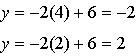 y = −2(4) + 6 = −2
y = −2(2) + 6 = 2